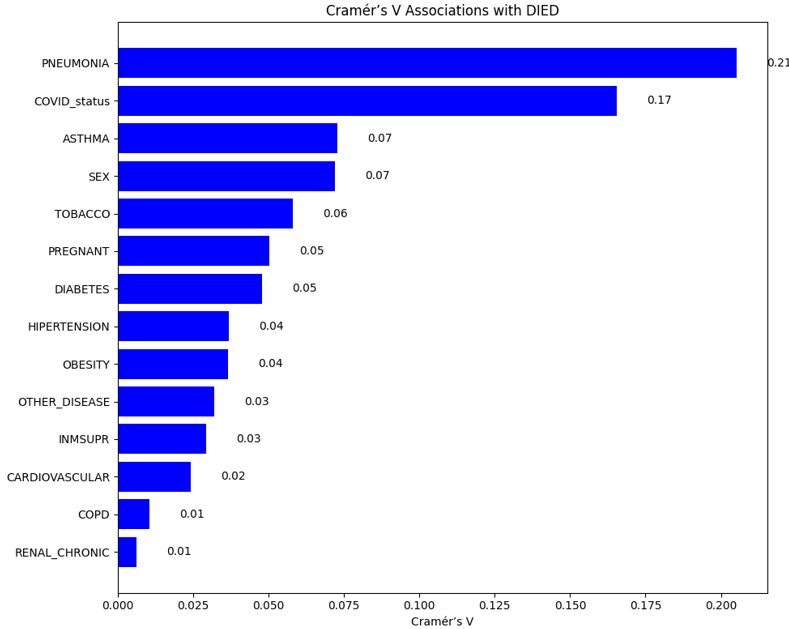 Cramér’s V Associations with DIED
PNEUMONIA 0.21
COVID_status 0.17
ASTHMA 0.07
SEX 0.07
TOBACCO 0.06
PREGNANT 0.05
DIABETES 0.05
HIPERTENSION 0.04
OBESITY 0.04
OTHER_DISEASE 0.03
INMSUPR 0.03
CARDIOVASCULAR 0.02
COPD 0.01
RENAL_CHRONIC 0.01
0.000 0.025 0.050 0.075 0.100 0.125 0.150 0.175 0.200
Cramér’s V